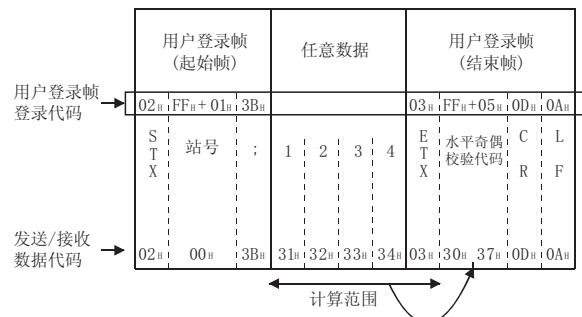 用户登录帧 任意数据 用户登录帧
(起始帧) (结束帧)
用户登录帧
登录代码
02H FFH+01H 3BH 03H FFH+05H 0DH 0AH
STX 站号 ; 1 2 3 4 ETX 水平奇偶校验代码 CR LF
发送/接收
数据代码
02H 00H 3BH 31H 32H 33H 34H 03H 30H 37H 0DH 0AH
计算范围